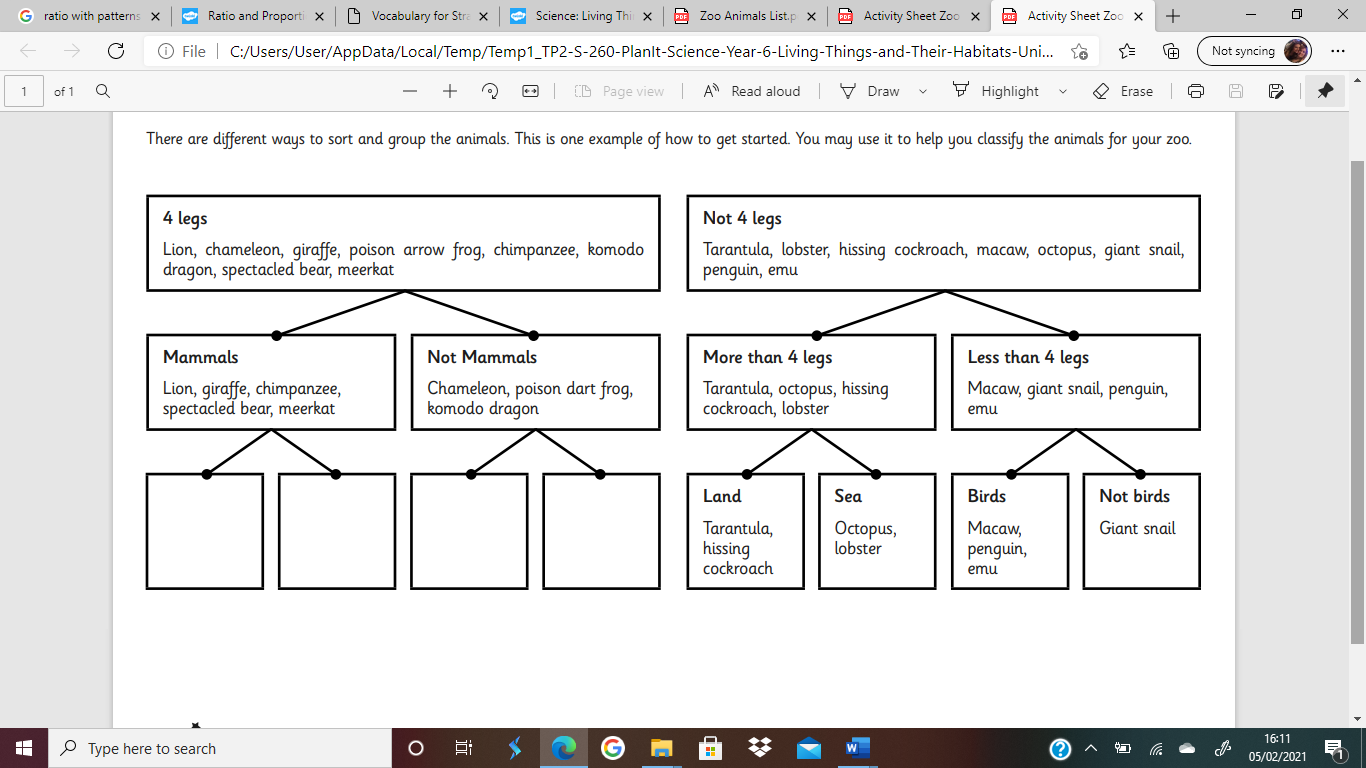 ratio with patterns
Ratio and Proporti
Vocabulary for Stra
Science: Living Thi
Zoo Animals List.p
Activity Sheet Zoo
Activity Sheet Zoo
File
C:/Users/User/AppData/Local/Temp/Temp1_TP2-S-260-PlanIt-Science-Year-6-Living-Things-and-Their-Habitats-Uni...
Not syncing
1 of 1
Page view
Read aloud
Draw
Highlight
Erase
There are different ways to sort and group the animals. This is one example of how to get started. You may use it to help you classify the animals for your zoo.
4 legs
Lion, chameleon, giraffe, poison arrow frog, chimpanzee, komodo
dragon, spectacled bear, meerkat
Not 4 legs
Tarantula, lobster, hissing cockroach, macaw, octopus, giant snail,
penguin, emu
Mammals
Lion, giraffe, chimpanzee,
spectacled bear, meerkat
Not Mammals
Chameleon, poison dart frog,
komodo dragon
More than 4 legs
Tarantula, octopus, hissing
cockroach, lobster
Less than 4 legs
Macaw, giant snail, penguin,
emu
Land
Tarantula,
hissing
cockroach
Sea
Octopus,
lobster
Birds
Macaw,
penguin,
emu
Not birds
Giant snail
Type here to search
16:11
05/02/2021
1